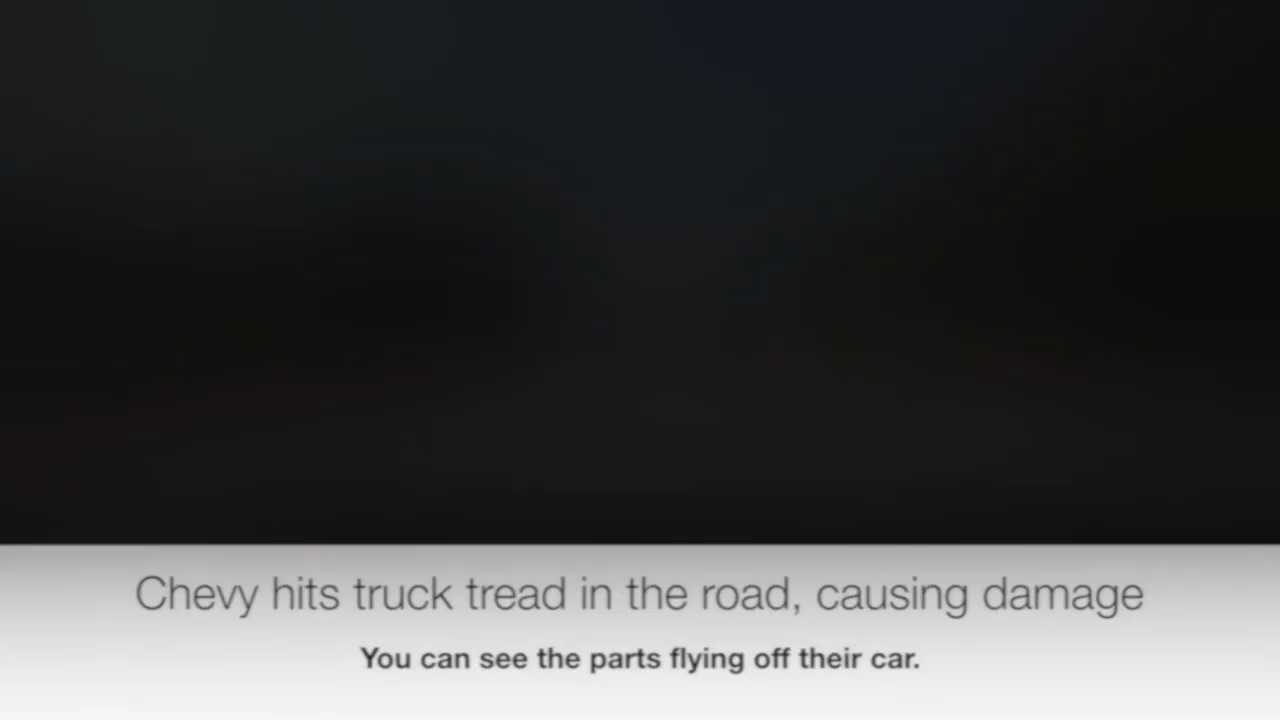 Chevy hits truck tread in the road, causing damage
You can see the parts flying off their car.